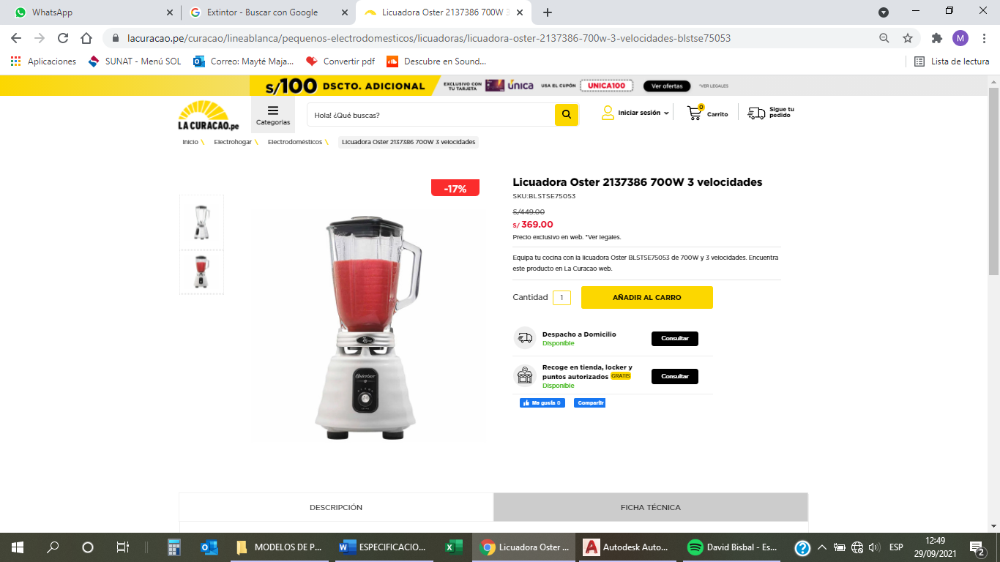 WhatsApp
Extintor - Buscar con Google
Licuadora Oster 2137386 700W 3
lacuracao.pe/curacao/lineablanca/pequenos-electrodomesticos/licuadoras/licuadora-oster-2137386-700w-3-velocidades-blstse75053
M
Aplicaciones
SUNAT - Menú SOL
Correo: Mayté Maja...
Convertir pdf
Descubre en Sound...
Lista de lectura
S/100 DSCTO. ADICIONAL
EXCLUSIVO CON TU TARJETA
única
USA EL CUPÓN
UNICA100
Ver ofertas
*VER LEGALES
LA CURACAO.pe
Categorias
Hola! ¿Qué buscas?
Iniciar sesión
0
Carrito
Sigue tu
pedido
Inicio \ Electrohogar \ Electrodomésticos \ Licuadora Oster 2137386 700W 3 velocidades
-17%
Licuadora Oster 2137386 700W 3 velocidades
SKU:BLSTSE75053
S/449.00
S/ 369.00
Precio exclusivo en web. *Ver legales.
Equipa tu cocina con la licuadora Oster BLSTSE75053 de 700W y 3 velocidades. Encuentra
este producto en La Curacao web.
Cantidad 1 AÑADIR AL CARRO
Despacho a Domicilio
Disponible
Consultar
Recoge en tienda, locker y
puntos autorizados GRATIS
Disponible
Consultar
Me gusta 0
Compartir
Osterizer
DESCRIPCIÓN
FICHA TÉCNICA
MODELOS DE P...
ESPECIFICACIO...
Licuadora Oster ...
Autodesk Auto...
David Bisbal - Es...
ESP
12:49
29/09/2021
2